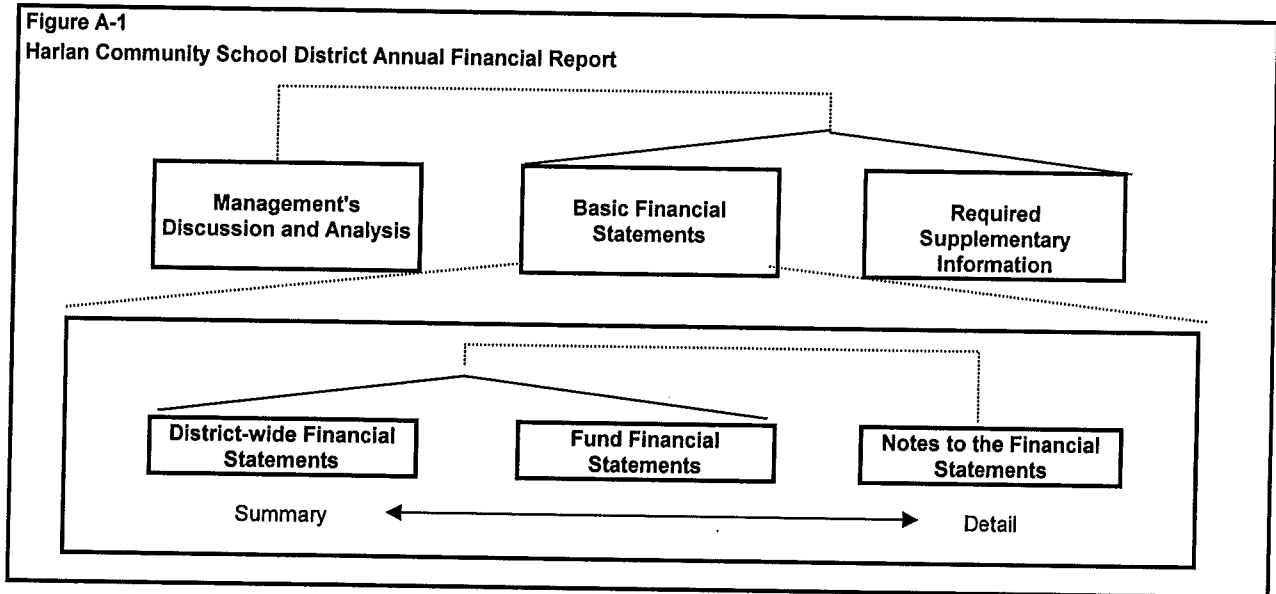 Figure A-1
Harlan Community School District Annual Financial Report
Management's
Discussion and Analysis
Basic Financial
Statements
Required
Supplementary
Information
District-wide Financial
Statements
Fund Financial
Statements
Notes to the Financial
Statements
Summary
Detail